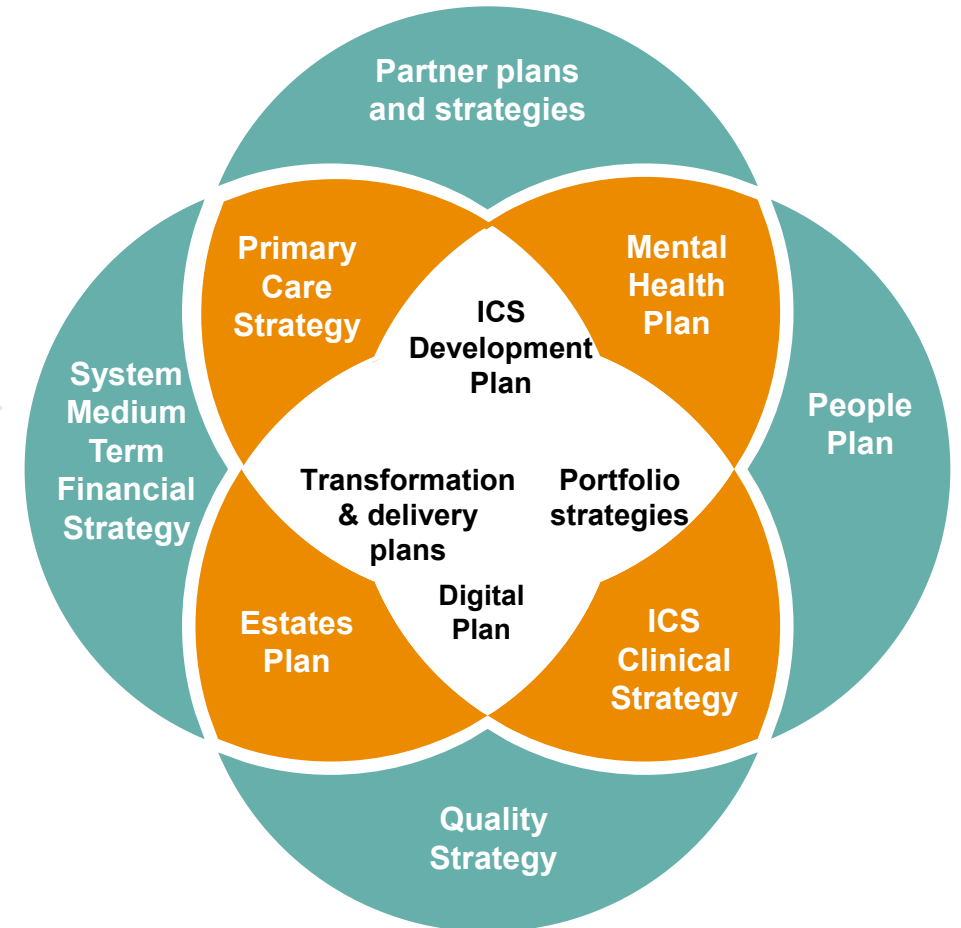 Partner plans
and strategies
Primary
Care
Strategy
Mental
Health
Plan
ICS
Development
Plan
System
Medium
Term
Financial
Strategy
People
Plan
Transformation
& delivery
plans
Portfolio
strategies
Digital
Plan
Estates
Plan
ICS
Clinical
Strategy
Quality
Strategy